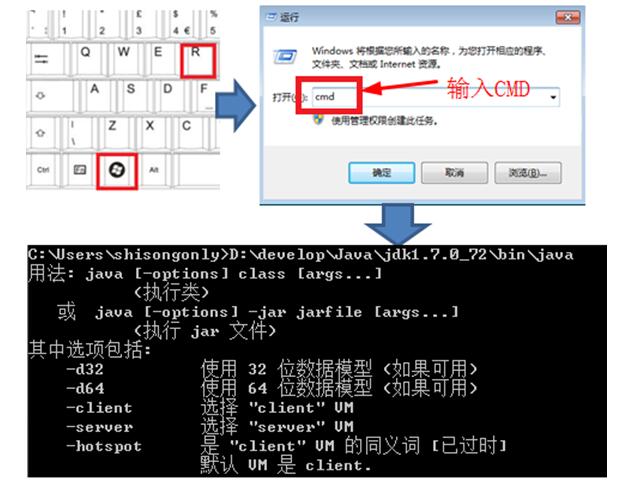 ! " £ $ %
1 2 3 4 € 5
Q W E R
A S D F
|
\ Z X C
Ctrl Fn Alt
运行
Windows 将根据您所输入的名称，为您打开相应的程序、
文件夹、文档或 Internet 资源。
打开(O): cmd
输入CMD
使用管理权限创建此任务。
确定 取消 浏览(B)...
C:\Users\shisongonly>D:\develop\Java\jdk1.7.0_72\bin\java
用法: java [-options] class [args...]
(执行类)
或 java [-options] -jar jarfile [args...]
(执行 jar 文件)
其中选项包括:
-d32 使用 32 位数据模型 (如果可用)
-d64 使用 64 位数据模型 (如果可用)
-client 选择 "client" VM
-server 选择 "server" VM
-hotspot 是 "client" VM 的同义词 [已过时]
默认 VM 是 client.